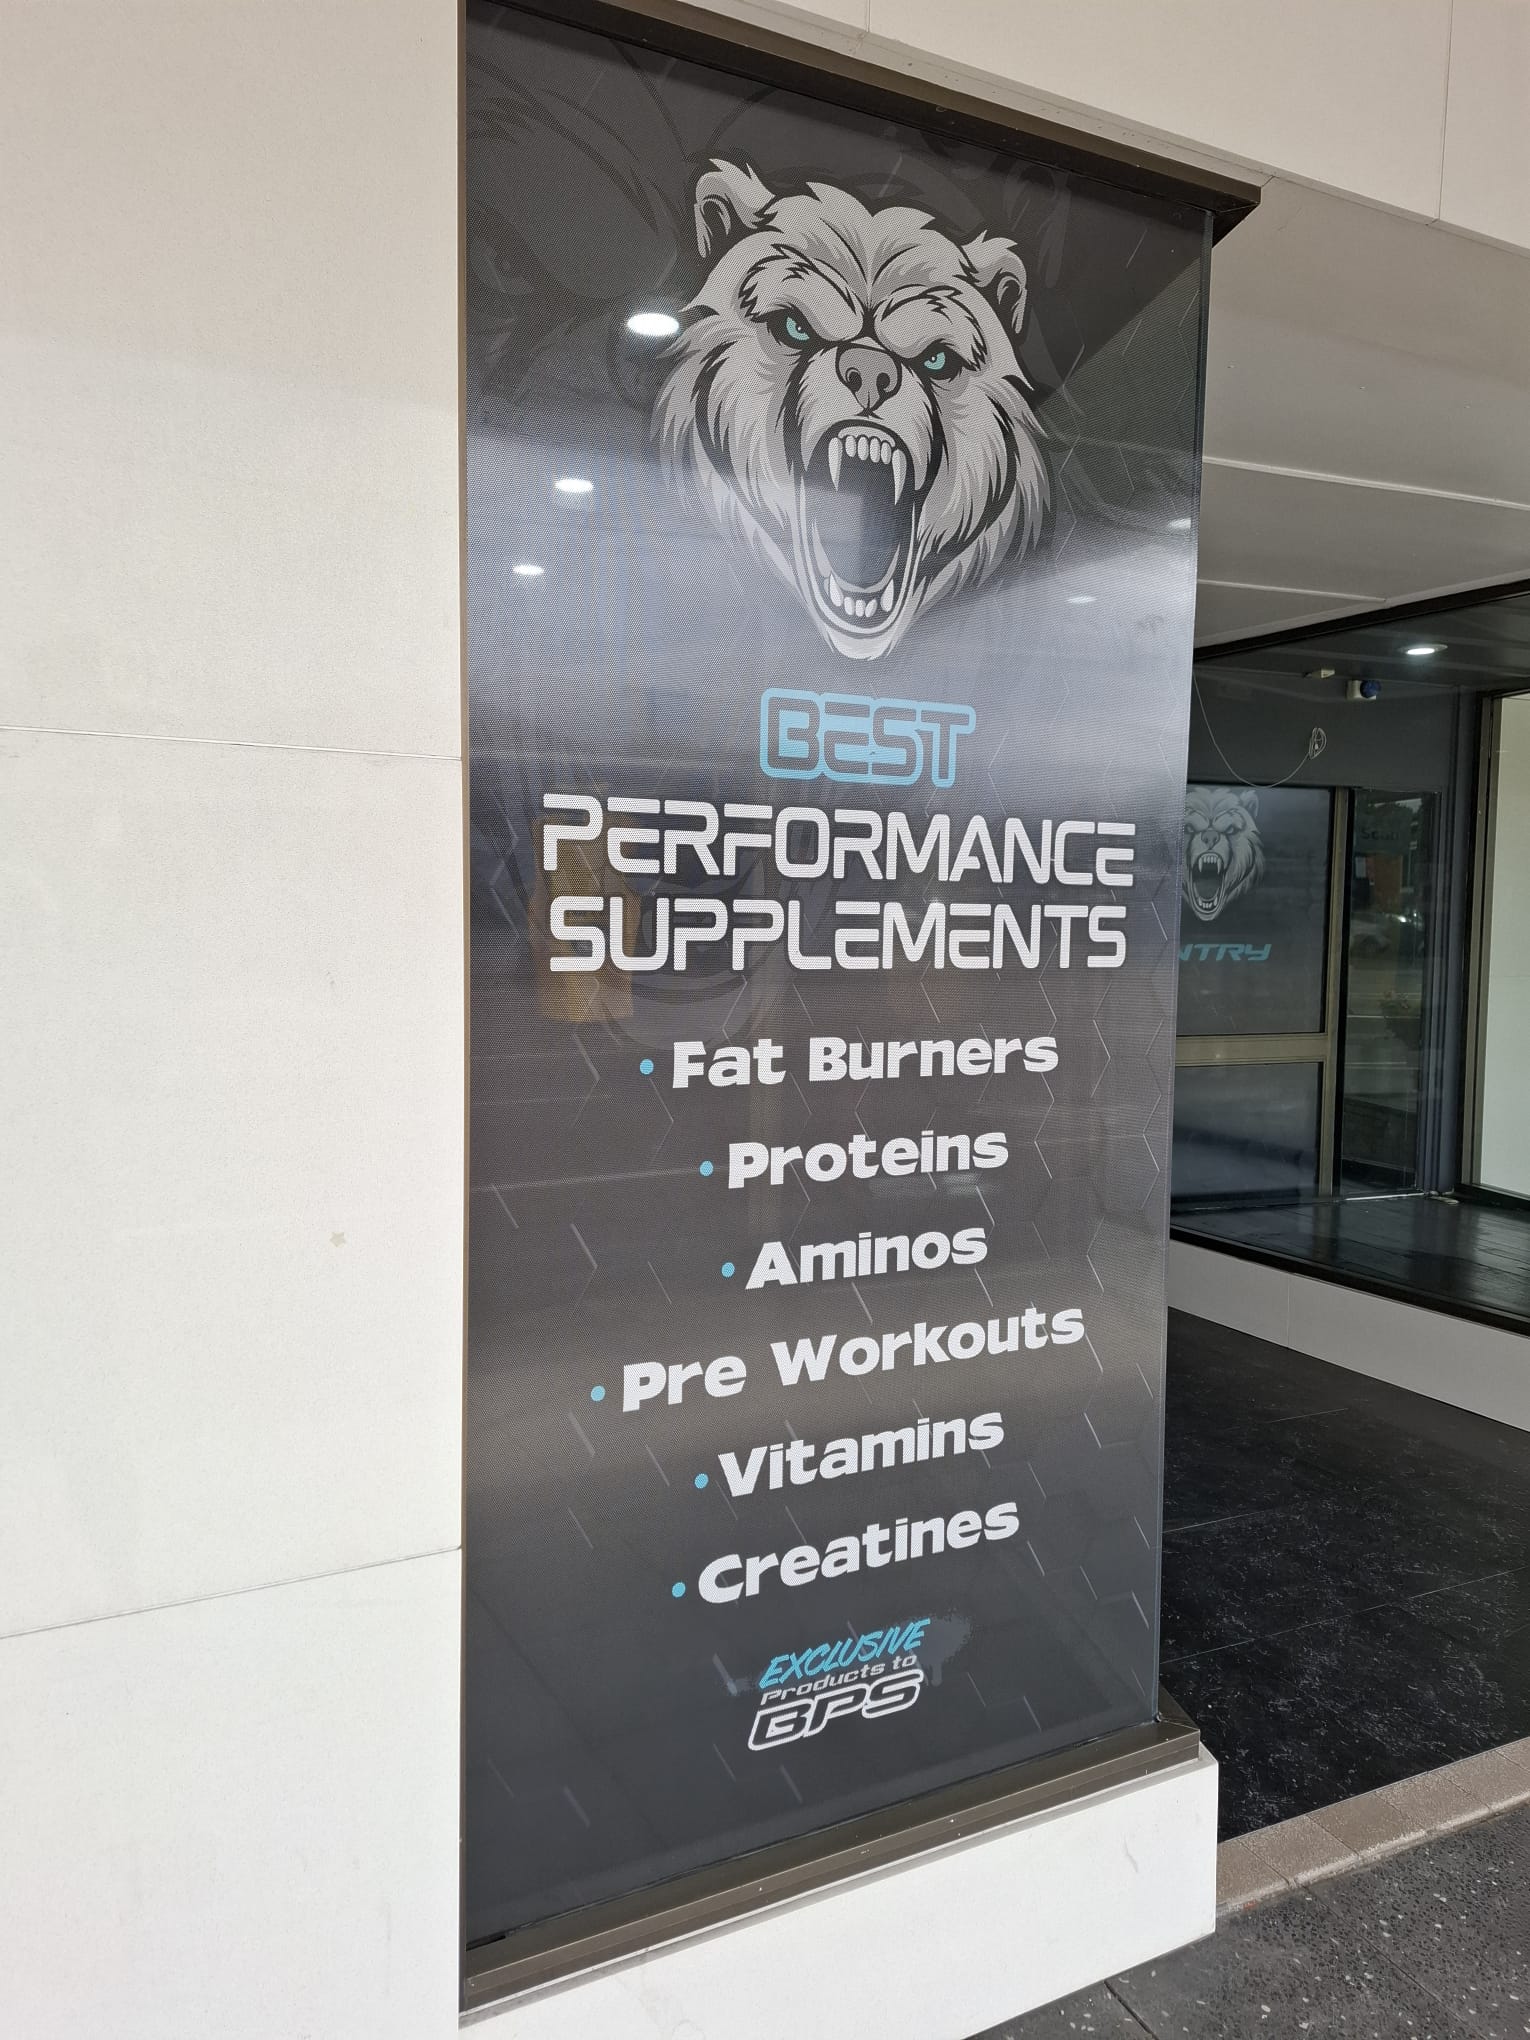 BEST
PERFORMANCE
SUPPLEMENTS
• Fat Burners
• Proteins
• Aminos
• Pre Workouts
• Vitamins
• Creatines
EXCLUSIVE
Products to
BPS